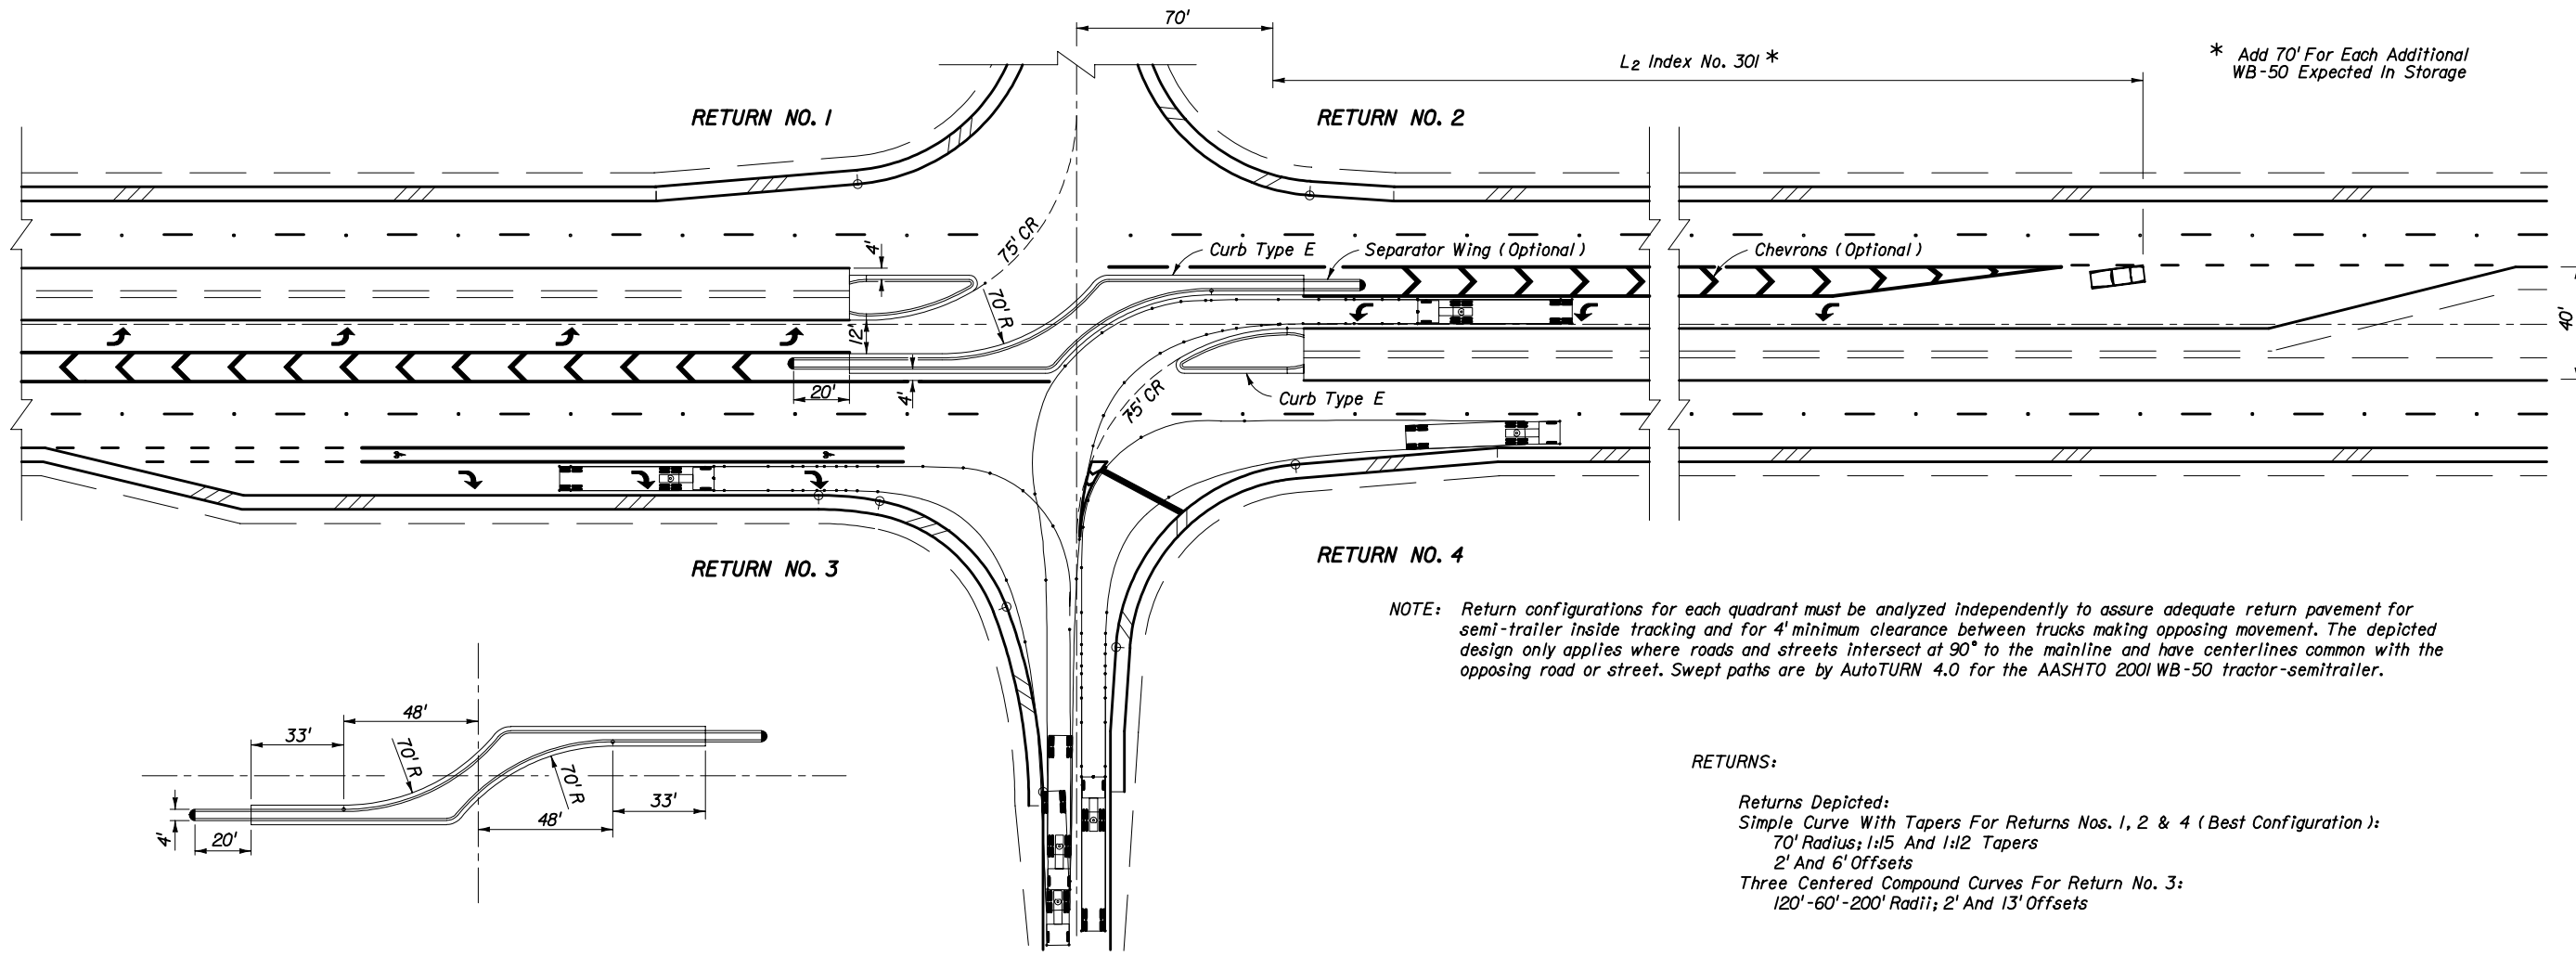 70'
L2 Index No. 301 *
* Add 70' For Each Additional
WB-50 Expected In Storage
RETURN NO. 1
RETURN NO. 2
4'
75' CR
Curb Type E
Separator Wing (Optional)
Chevrons (Optional)
70' R
12'
40'
20'
4'
75' CR
Curb Type E
RETURN NO. 3
RETURN NO. 4
NOTE: Return configurations for each quadrant must be analyzed independently to assure adequate return pavement for
semi-trailer inside tracking and for 4' minimum clearance between trucks making opposing movement. The depicted
design only applies where roads and streets intersect at 90° to the mainline and have centerlines common with the
opposing road or street. Swept paths are by AutoTURN 4.0 for the AASHTO 2001 WB-50 tractor-semitrailer.
48'
33'
70' R
70' R
33'
48'
4'
20'
RETURNS:
Returns Depicted:
Simple Curve With Tapers For Returns Nos. 1, 2 & 4 (Best Configuration):
70' Radius; 1:15 And 1:12 Tapers
2' And 6' Offsets
Three Centered Compound Curves For Return No. 3:
120'-60'-200' Radii; 2' And 13' Offsets